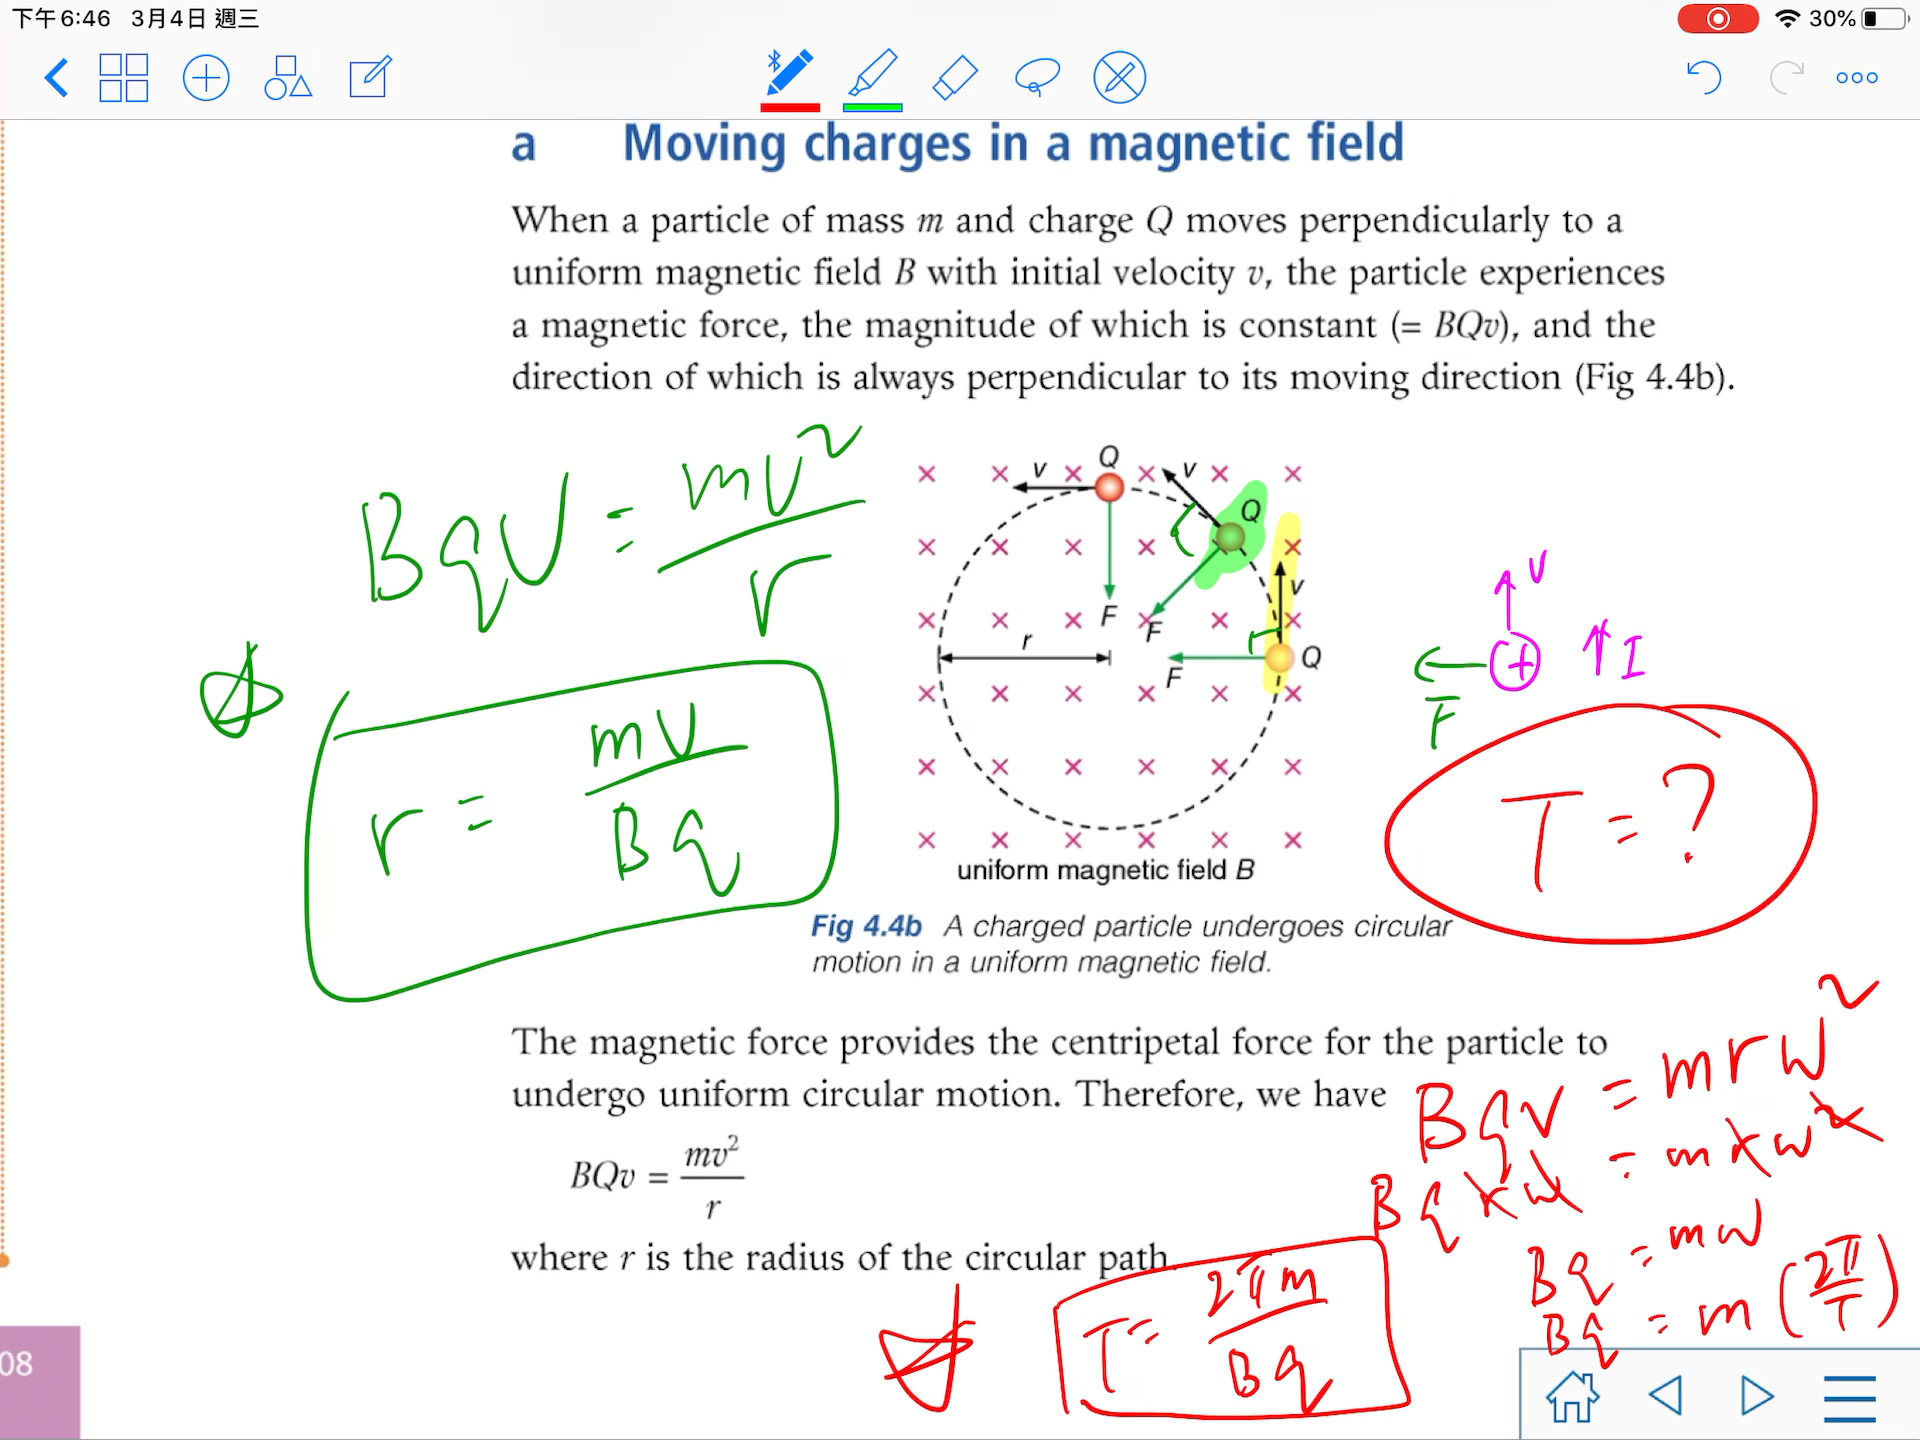 下午6:46 3月4日 週三
30%
a Moving charges in a magnetic field
When a particle of mass m and charge Q moves perpendicularly to a
uniform magnetic field B with initial velocity v, the particle experiences
a magnetic force, the magnitude of which is constant (= BQv), and the
direction of which is always perpendicular to its moving direction (Fig 4.4b).
Bqv = mv²/r
r = mv/Bq
v Q v Q
v
F F
r
F Q
uniform magnetic field B
v
+ ↑ I
F
T = ?
Fig 4.4b A charged particle undergoes circular
motion in a uniform magnetic field.
The magnetic force provides the centripetal force for the particle to
undergo uniform circular motion. Therefore, we have
BQv = mv²/r
where r is the radius of the circular path.
Bqv = mrω²
Bqrω = mrω²
Bq = mω
Bq = m(2π/T)
T = 2πm/Bq
08